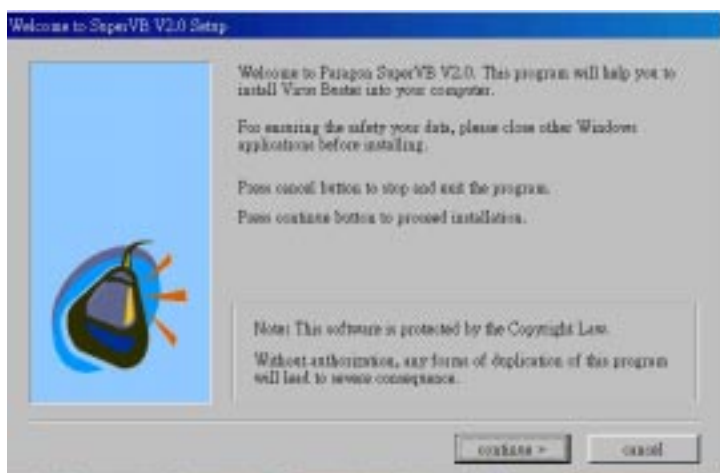 Welcome to SuperVB V2.0 Setup
Welcome to Paragon SuperVB V2.0. This program will help you to
install Virus Buster into your computer.
For ensuring the safety your data, please close other Windows
applications before installing.
Press cancel button to stop and exit the program.
Press continue button to proceed installation.
Note: This software is protected by the Copyright Law.
Without authorization, any forms of duplication of this program
will lead to severe consequence.
continue >
cancel